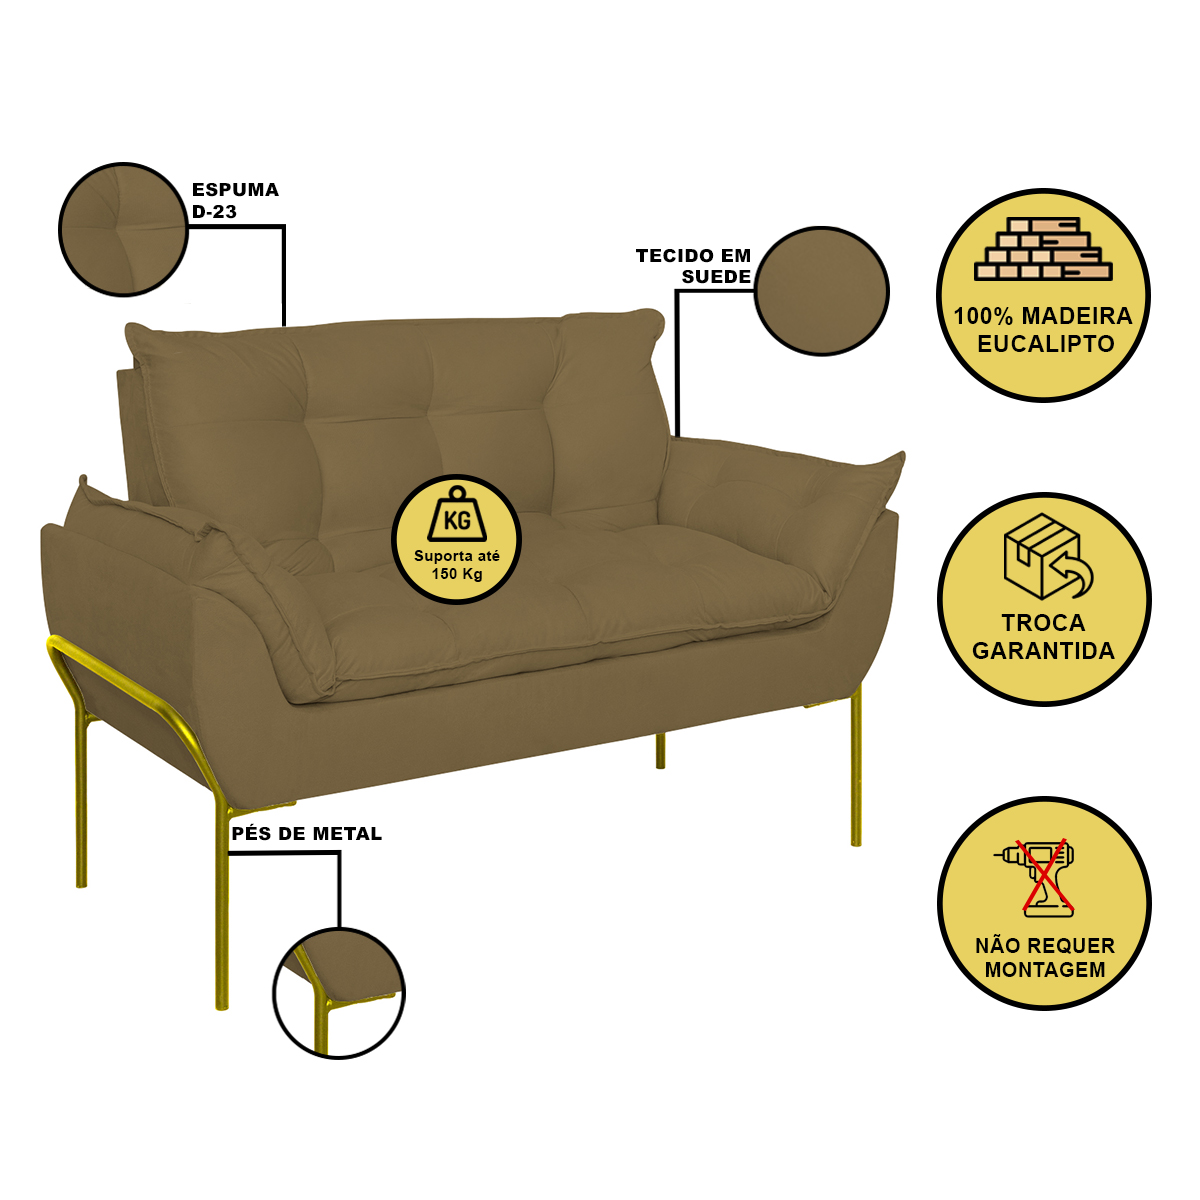 ESPUMA
D-23
TECIDO EM
SUEDE
100% MADEIRA
EUCALIPTO
KG
Suporta até
150 Kg
TROCA
GARANTIDA
PÉS DE METAL
NÃO REQUER
MONTAGEM